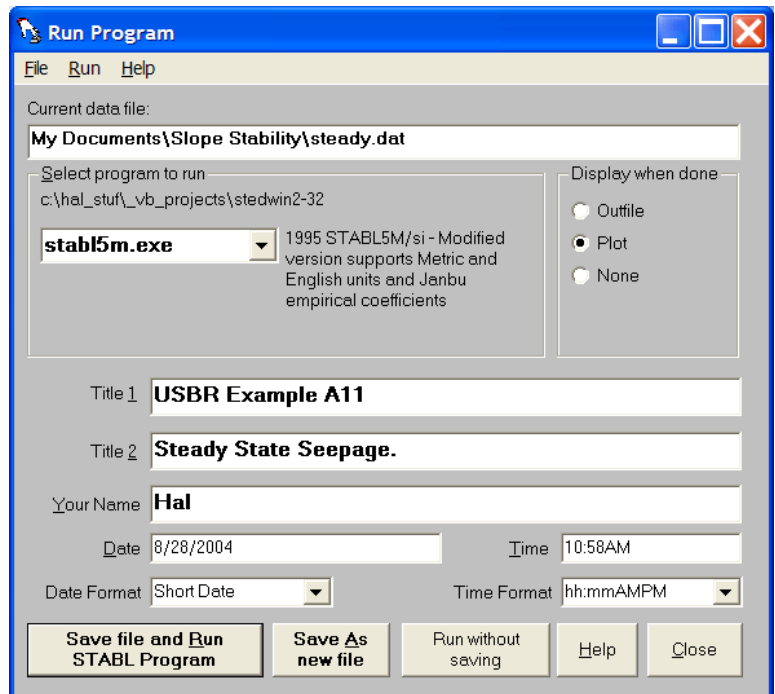 Run Program
File Run Help
Current data file:
My Documents\Slope Stability\steady.dat
Select program to run
c:\hal_stuf\_vb_projects\stedwin2-32
stabl5m.exe
1995 STABL5M/si - Modified
version supports Metric and
English units and Janbu
empirical coefficients
Display when done
Outfile
Plot
None
Title 1 USBR Example A11
Title 2 Steady State Seepage.
Your Name Hal
Date 8/28/2004 Time 10:58AM
Date Format Short Date Time Format hh:mmAMPM
Save file and Run
STABL Program
Save As
new file
Run without
saving
Help
Close